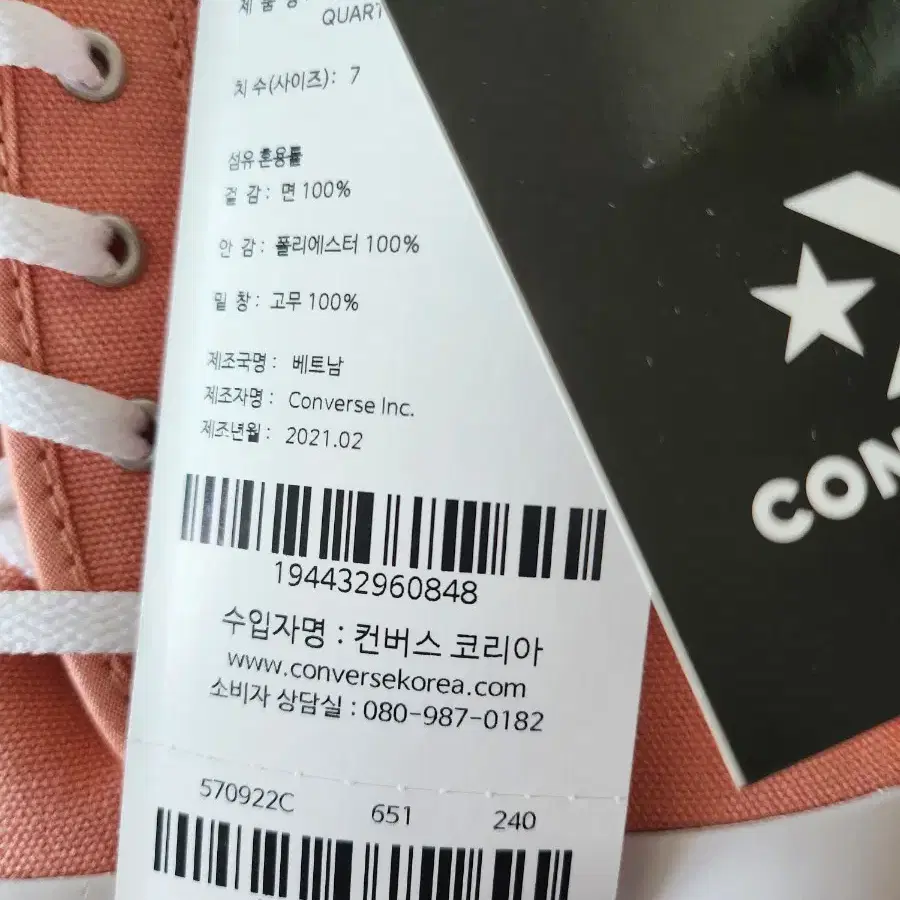 제 품 명:
QUART
치 수(사이즈): 7
섬유 혼용률
겉 감 : 면 100%
안 감 : 폴리에스터 100%
밑 창 : 고무 100%
제조국명 : 베트남
제조자명 : Converse Inc.
제조년월 : 2021.02
194432960848
수입자명 : 컨버스 코리아
www.conversekorea.com
소비자 상담실 : 080-987-0182
570922C 651 240
CON